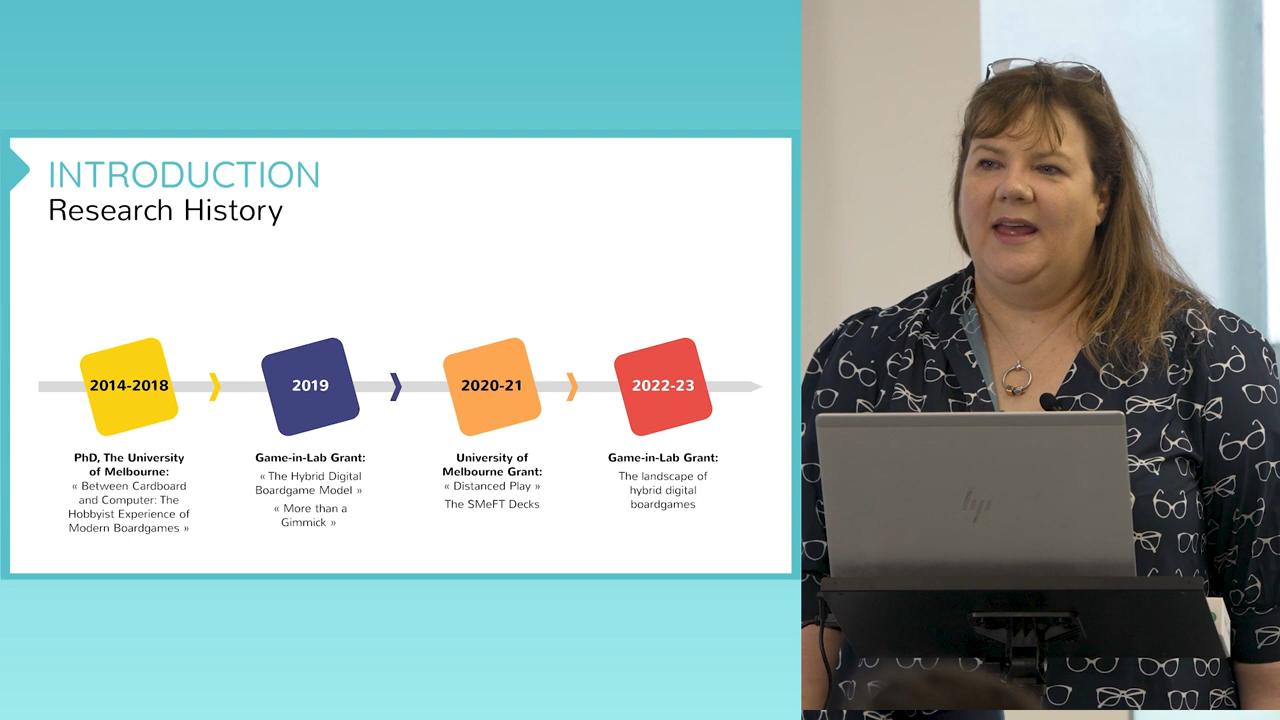 INTRODUCTION
Research History
2014-2018
2019
2020-21
2022-23
PhD, The University
of Melbourne:
« Between Cardboard
and Computer: The
Hobbyist Experience of
Modern Boardgames »
Game-in-Lab Grant:
« The Hybrid Digital
Boardgame Model »
« More than a
Gimmick »
University of
Melbourne Grant:
« Distanced Play »
The SMeFT Decks
Game-in-Lab Grant:
The landscape of
hybrid digital
boardgames
hp